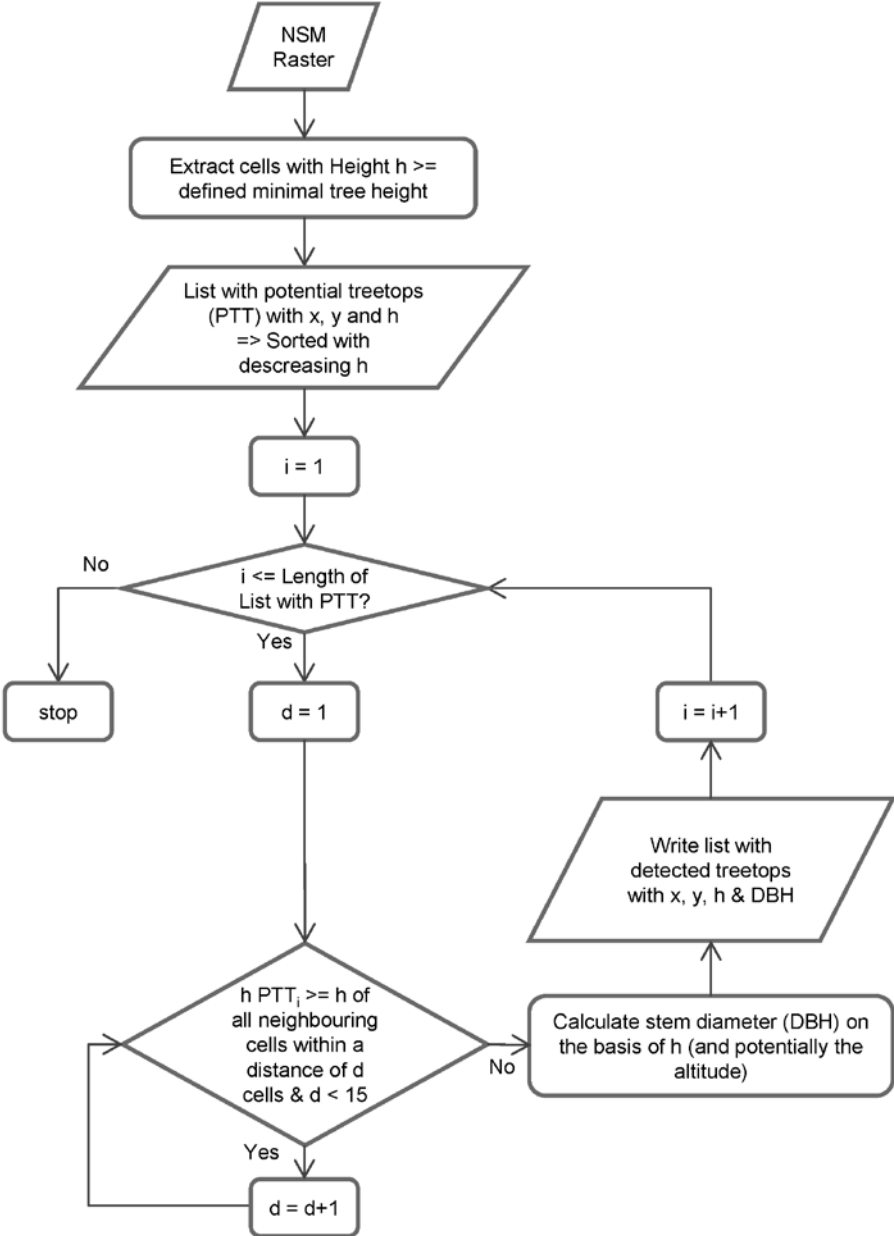 NSM
Raster
Extract cells with Height h >=
defined minimal tree height
List with potential treetops
(PTT) with x, y and h
=> Sorted with
descreasing h
i = 1
No
i <= Length of
List with PTT?
Yes
stop
d = 1
i = i+1
Write list with
detected treetops
with x, y, h & DBH
h PTTi >= h of
all neighbouring
cells within a
distance of d
cells & d < 15
No
Calculate stem diameter (DBH) on
the basis of h (and potentially the
altitude)
Yes
d = d+1